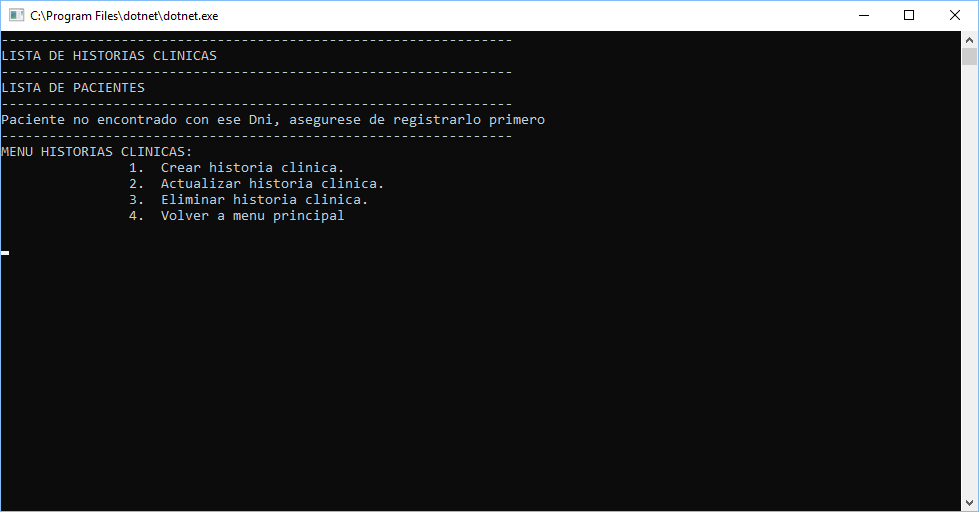 C:\Program Files\dotnet\dotnet.exe
----------------------------------------------------------------
LISTA DE HISTORIAS CLINICAS
----------------------------------------------------------------
LISTA DE PACIENTES
----------------------------------------------------------------
Paciente no encontrado con ese Dni, asegurese de registrarlo primero
----------------------------------------------------------------
MENU HISTORIAS CLINICAS:
1.  Crear historia clinica.
2.  Actualizar historia clinica.
3.  Eliminar historia clinica.
4.  Volver a menu principal